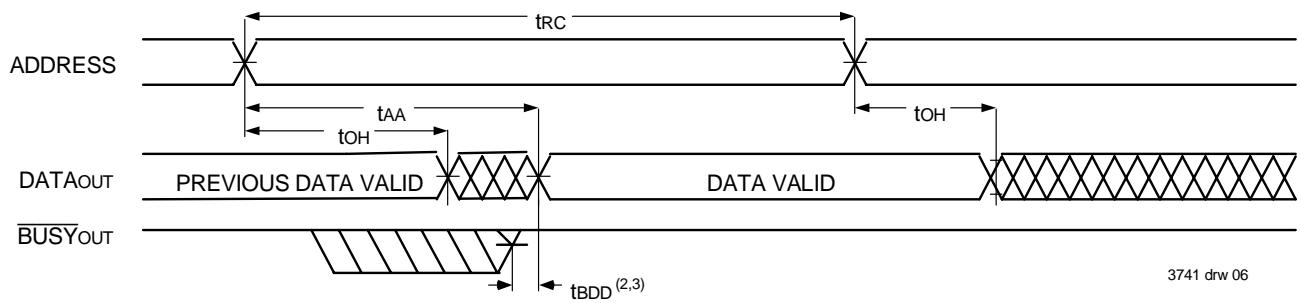 tRC
ADDRESS
tAA
tOH
tOH
DATAOUT
PREVIOUS DATA VALID
DATA VALID
BUSYOUT
tBDD (2,3)
3741 drw 06